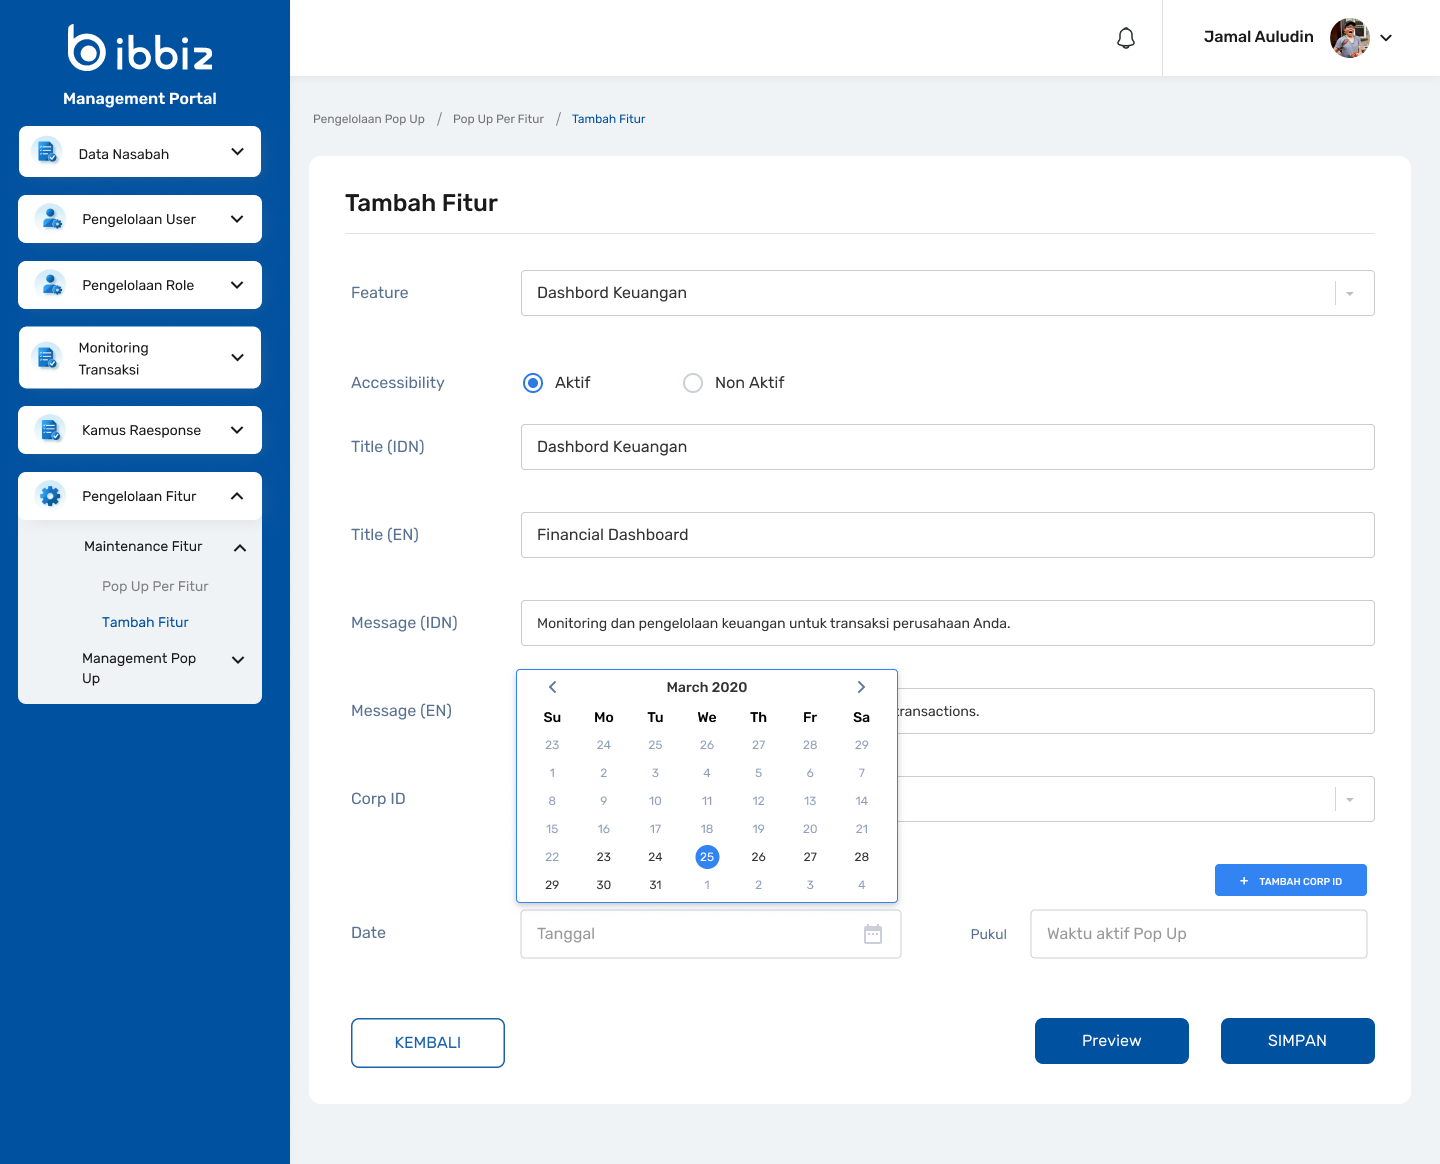 ibbiz
Management Portal
Data Nasabah
Pengelolaan User
Pengelolaan Role
Monitoring
Transaksi
Kamus Raesponse
Pengelolaan Fitur
Maintenance Fitur
Pop Up Per Fitur
Tambah Fitur
Management Pop
Up
Jamal Auludin
Pengelolaan Pop Up / Pop Up Per Fitur / Tambah Fitur
Tambah Fitur
Feature Dashbord Keuangan
Accessibility Aktif Non Aktif
Title (IDN) Dashbord Keuangan
Title (EN) Financial Dashboard
Message (IDN) Monitoring dan pengelolaan keuangan untuk transaksi perusahaan Anda.
Message (EN) transactions.
Corp ID
March 2020
Su Mo Tu We Th Fr Sa
23 24 25 26 27 28 29
1 2 3 4 5 6 7
8 9 10 11 12 13 14
15 16 17 18 19 20 21
22 23 24 25 26 27 28
29 30 31 1 2 3 4
+ TAMBAH CORP ID
Date Tanggal Pukul Waktu aktif Pop Up
KEMBALI Preview SIMPAN